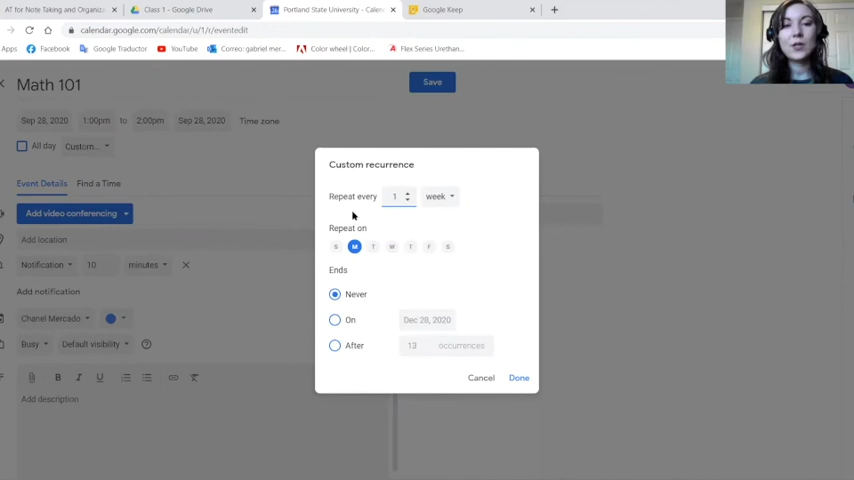 AT for Note Taking and Organiza
Class 1 - Google Drive
Portland State University - Calen
Google Keep
calendar.google.com/calendar/u/1/r/eventedit
Apps
Facebook
Google Traductor
YouTube
Correo: gabriel mer...
Color wheel | Color...
Flex Series Urethan...
Math 101
Save
Sep 28, 2020 1:00pm to 2:00pm Sep 28, 2020 Time zone
All day Custom...
Event Details Find a Time
Add video conferencing
Add location
Notification 10 minutes
Add notification
Chanel Mercado
Busy Default visibility
B I U
Add description
Custom recurrence
Repeat every 1 week
Repeat on
S M T W T F S
Ends
Never
On Dec 28, 2020
After 13 occurrences
Cancel Done